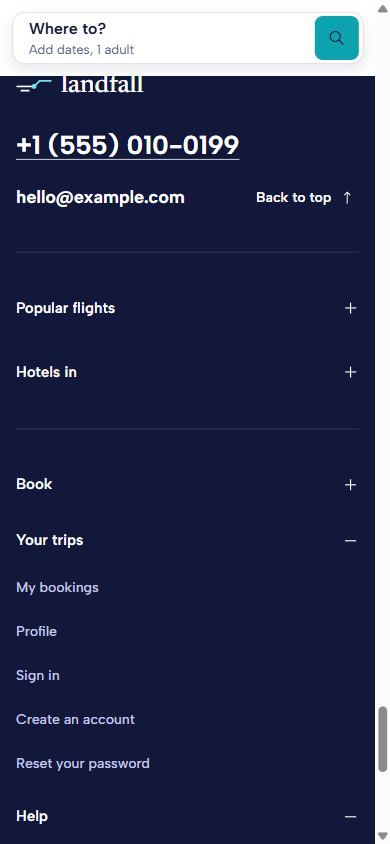 Where to?
Add dates, 1 adult
landfall
+1 (555) 010-0199
hello@example.com
Back to top ↑
Popular flights
Hotels in
Book
Your trips
My bookings
Profile
Sign in
Create an account
Reset your password
Help